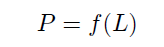 P = f(L)